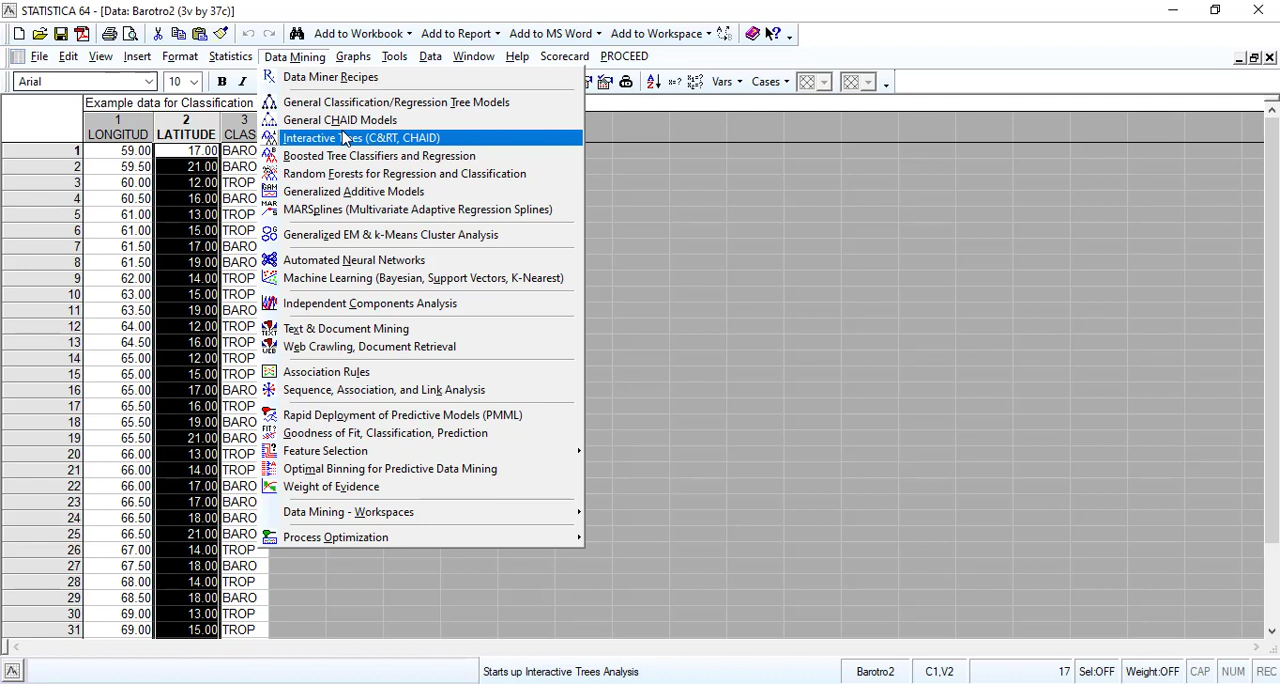 STATISTICA 64 - [Data: Barotro2 (3v by 37c)]
Add to Workbook Add to Report Add to MS Word Add to Workspace
File Edit View Insert Format Statistics Data Mining Graphs Tools Data Window Help Scorecard PROCEED
Arial 10 B I Vars Cases
Example data for Classification
1 2 3
LONGITUD LATITUDE CLAS
1 59.00 17.00 BARO
2 59.50 21.00 BARO
3 60.00 12.00 TROP
4 60.50 16.00 BARO
5 61.00 13.00 TROP
6 61.00 15.00 TROP
7 61.50 17.00 BARO
8 61.50 19.00 BARO
9 62.00 14.00 TROP
10 63.00 15.00 TROP
11 63.50 19.00 BARO
12 64.00 12.00 TROP
13 64.50 16.00 TROP
14 65.00 12.00 TROP
15 65.00 15.00 TROP
16 65.00 17.00 BARO
17 65.50 16.00 TROP
18 65.50 19.00 BARO
19 65.50 21.00 BARO
20 66.00 13.00 TROP
21 66.00 14.00 TROP
22 66.00 17.00 BARO
23 66.50 17.00 BARO
24 66.50 18.00 BARO
25 66.50 21.00 BARO
26 67.00 14.00 TROP
27 67.50 18.00 BARO
28 68.00 14.00 TROP
29 68.50 18.00 BARO
30 69.00 13.00 TROP
31 69.00 15.00 TROP
Data Miner Recipes
General Classification/Regression Tree Models
General CHAID Models
Interactive Trees (C&RT, CHAID)
Boosted Tree Classifiers and Regression
Random Forests for Regression and Classification
Generalized Additive Models
MARSplines (Multivariate Adaptive Regression Splines)
Generalized EM & k-Means Cluster Analysis
Automated Neural Networks
Machine Learning (Bayesian, Support Vectors, K-Nearest)
Independent Components Analysis
Text & Document Mining
Web Crawling, Document Retrieval
Association Rules
Sequence, Association, and Link Analysis
Rapid Deployment of Predictive Models (PMML)
Goodness of Fit, Classification, Prediction
Feature Selection
Optimal Binning for Predictive Data Mining
Weight of Evidence
Data Mining - Workspaces
Process Optimization
Starts up Interactive Trees Analysis Barotro2 C1,V2 17 Sel:OFF Weight:OFF CAP NUM REC